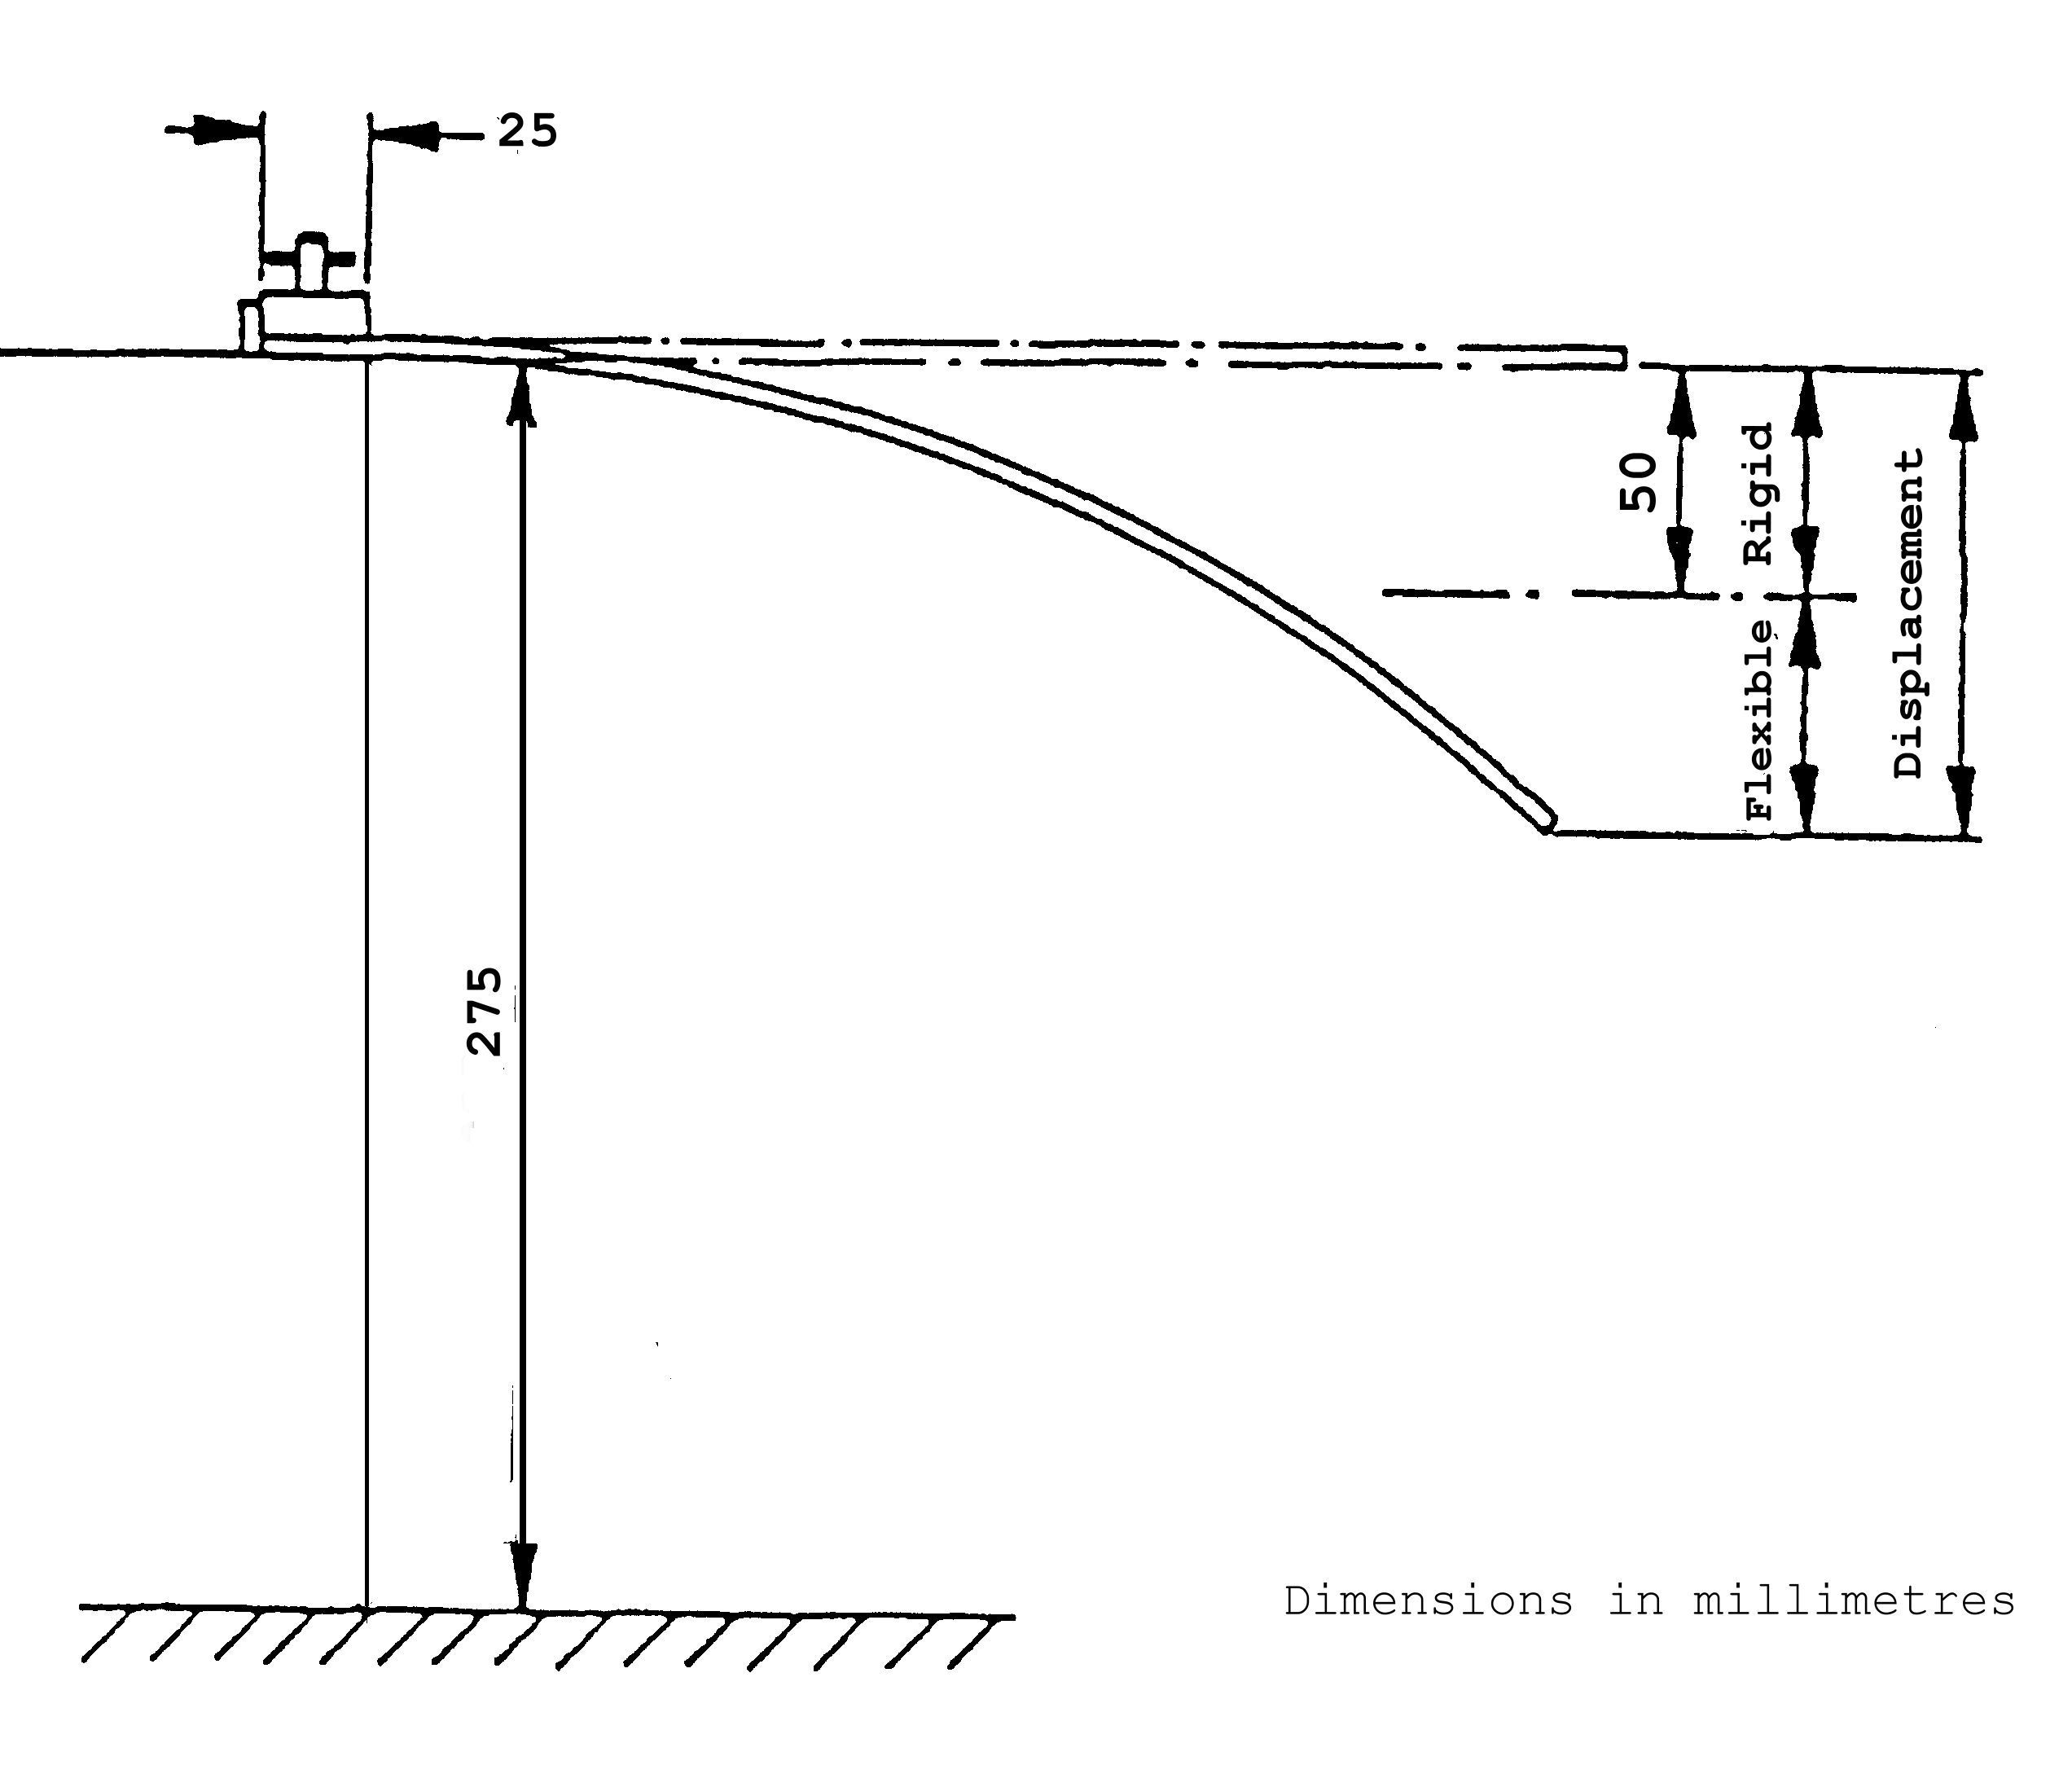 25
50
Rigid
Flexible
Displacement
275
Dimensions in millimetres